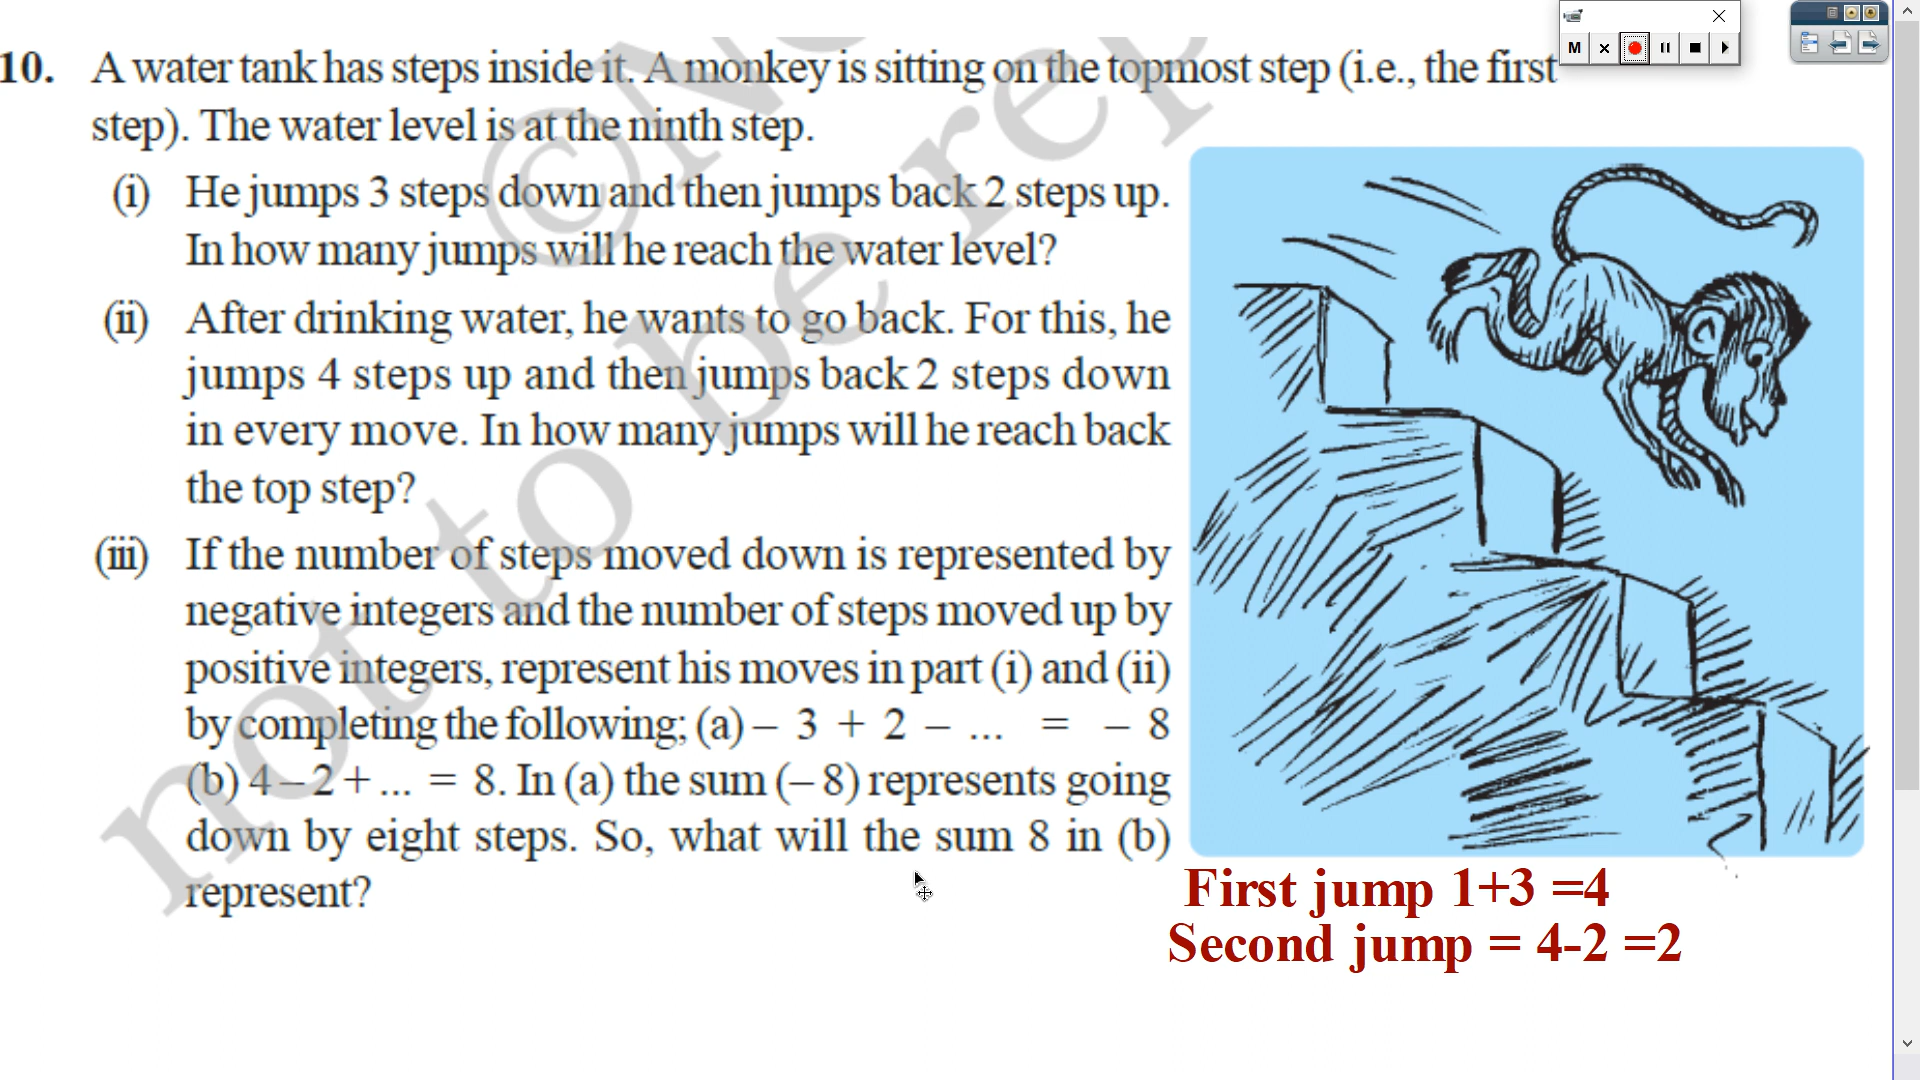 M
10. A water tank has steps inside it. A monkey is sitting on the topmost step (i.e., the first
step). The water level is at the ninth step.
(i) He jumps 3 steps down and then jumps back 2 steps up.
In how many jumps will he reach the water level?
(ii) After drinking water, he wants to go back. For this, he
jumps 4 steps up and then jumps back 2 steps down
in every move. In how many jumps will he reach back
the top step?
(iii) If the number of steps moved down is represented by
negative integers and the number of steps moved up by
positive integers, represent his moves in part (i) and (ii)
by completing the following; (a) – 3 + 2 – ... = – 8
(b) 4 – 2 + ... = 8. In (a) the sum (– 8) represents going
down by eight steps. So, what will the sum 8 in (b)
represent?
First jump 1+3 =4
Second jump = 4-2 =2
not to be rep